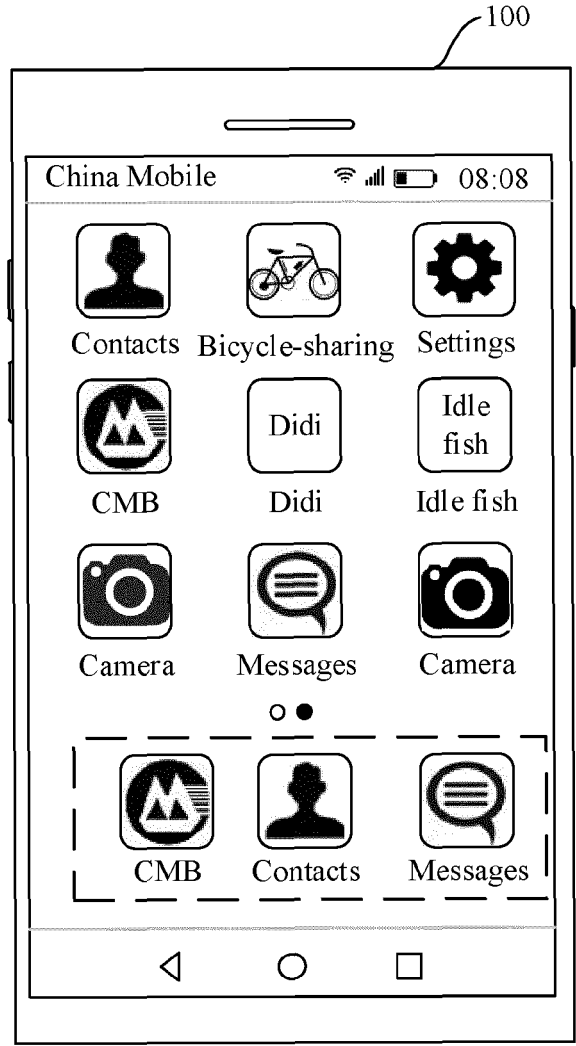 100
China Mobile 08:08
Contacts Bicycle-sharing Settings
Didi
Idle
fish
CMB Didi Idle fish
Camera Messages Camera
CMB Contacts Messages